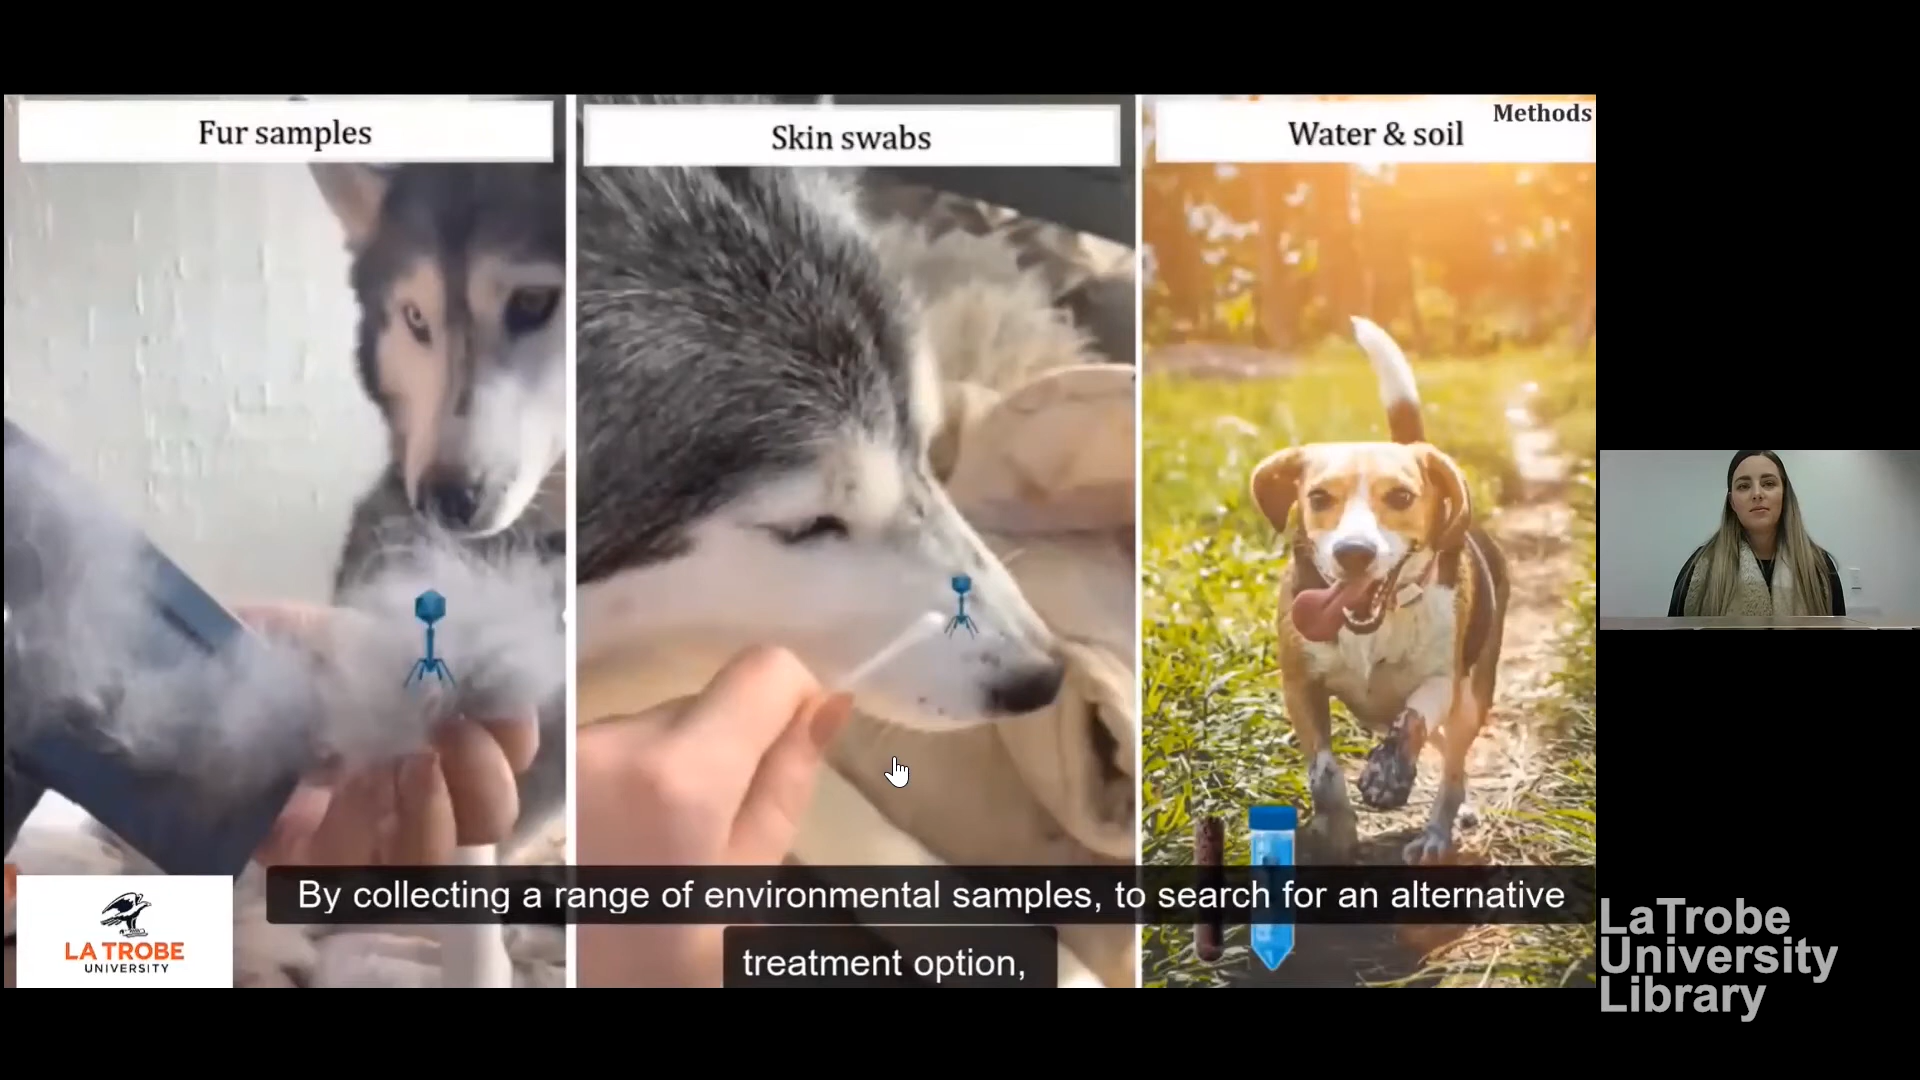 Methods
Fur samples
Skin swabs
Water & soil
By collecting a range of environmental samples, to search for an alternative
treatment option,
LA TROBE
UNIVERSITY
LaTrobe
University
Library